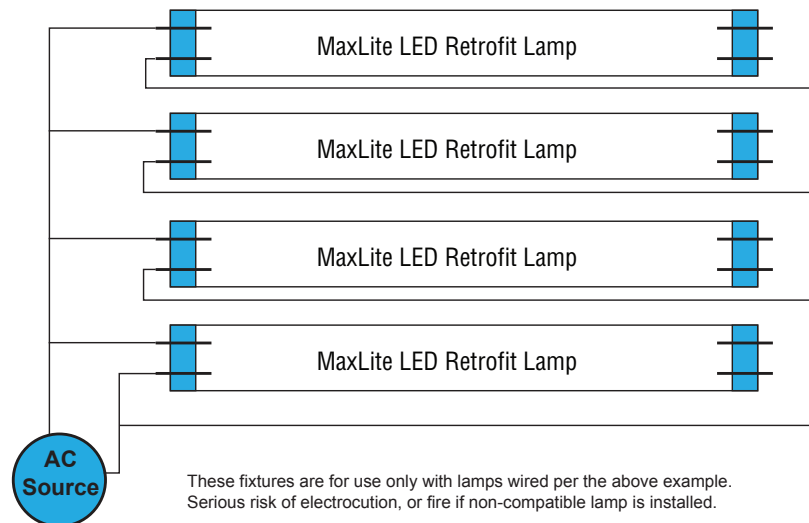 MaxLite LED Retrofit Lamp
MaxLite LED Retrofit Lamp
MaxLite LED Retrofit Lamp
MaxLite LED Retrofit Lamp
AC
Source
These fixtures are for use only with lamps wired per the above example.
Serious risk of electrocution, or fire if non-compatible lamp is installed.